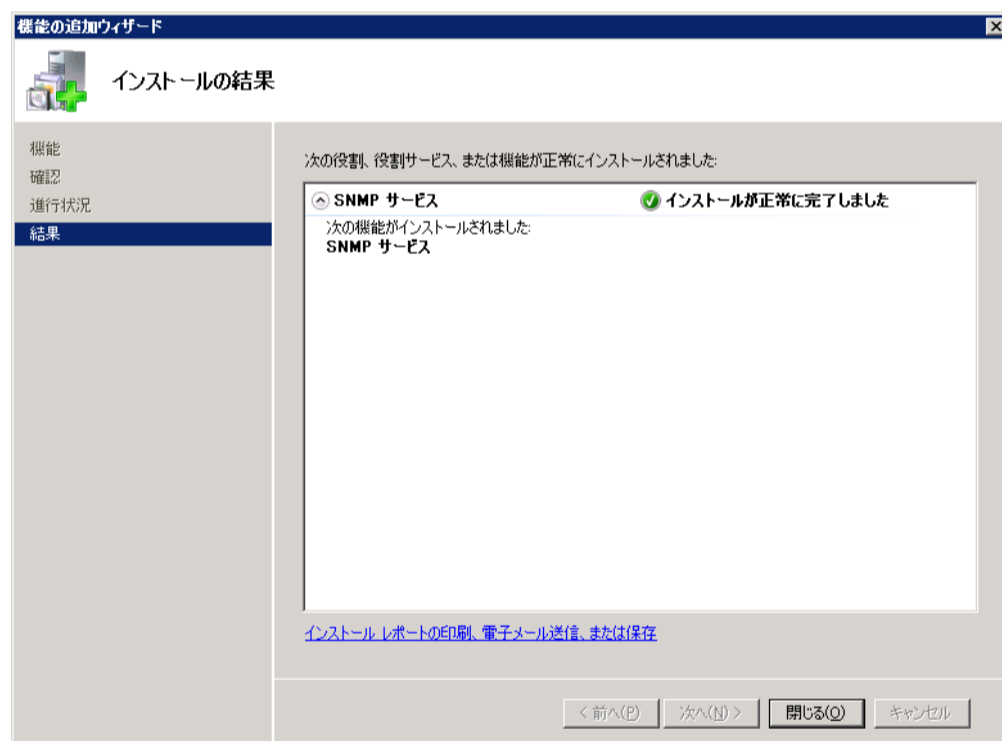 機能の追加ウィザード
インストールの結果
機能
確認
進行状況
結果
次の役割、役割サービス、または機能が正常にインストールされました:
SNMP サービス
インストールが正常に完了しました
次の機能がインストールされました:
SNMP サービス
インストール レポートの印刷、電子メール送信、または保存
< 前へ(P)
次へ(N) >
閉じる(O)
キャンセル